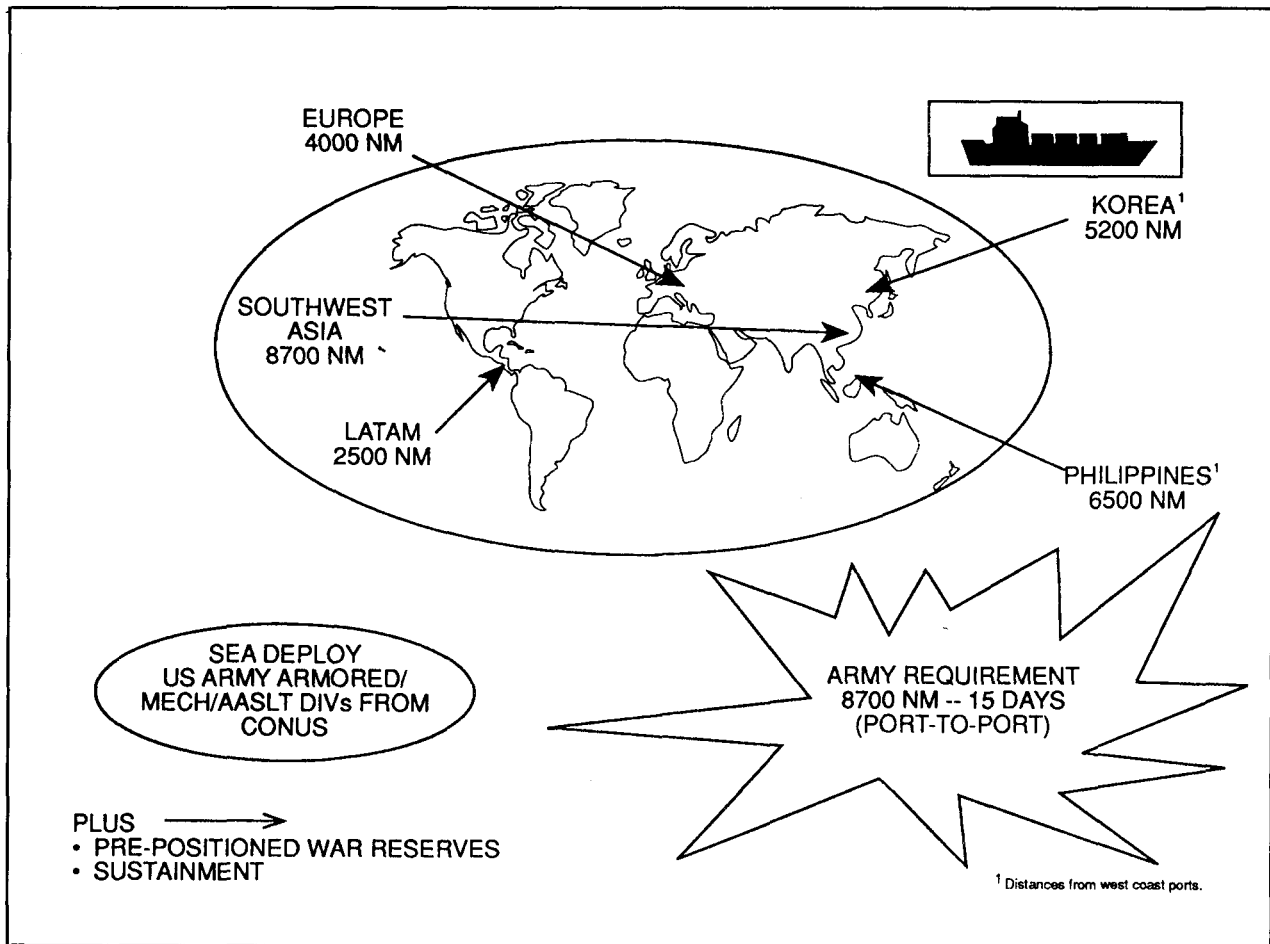 EUROPE
4000 NM
KOREA¹
5200 NM
SOUTHWEST
ASIA
8700 NM
LATAM
2500 NM
PHILIPPINES¹
6500 NM
SEA DEPLOY
US ARMY ARMORED/
MECH/AASLT DIVs FROM
CONUS
ARMY REQUIREMENT
8700 NM -- 15 DAYS
(PORT-TO-PORT)
PLUS
• PRE-POSITIONED WAR RESERVES
• SUSTAINMENT
¹ Distances from west coast ports.